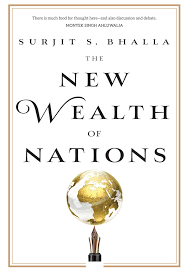 There is much food for thought here—and also discussion and debate.
MONTEK SINGH AHLUWALIA
SURJIT S. BHALLA
THE
NEW
WEALTH
OF
NATIONS